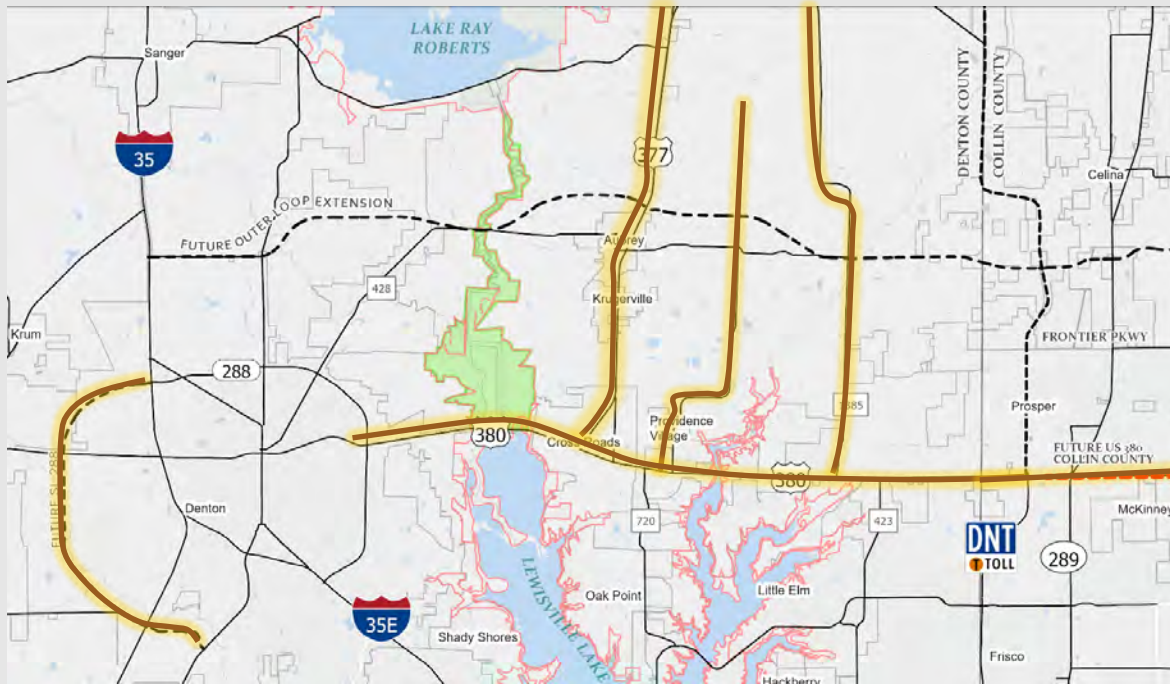 LAKE RAY
ROBERTS
Sanger
35
377
DENTON COUNTY
COLLIN COUNTY
Celina
FUTURE OUTER LOOP EXTENSION
Aubrey
428
Krugerville
Krum
FRONTIER PKWY
288
1385
Prosper
Providence
Village
380
Cross Roads
FUTURE US 380
COLLIN COUNTY
380
FUTURE SL 288
Denton
McKinney
720
423
DNT
TOLL
289
LEWISVILLE LAKE
Oak Point
Little Elm
35E
Shady Shores
Frisco
Hackberry